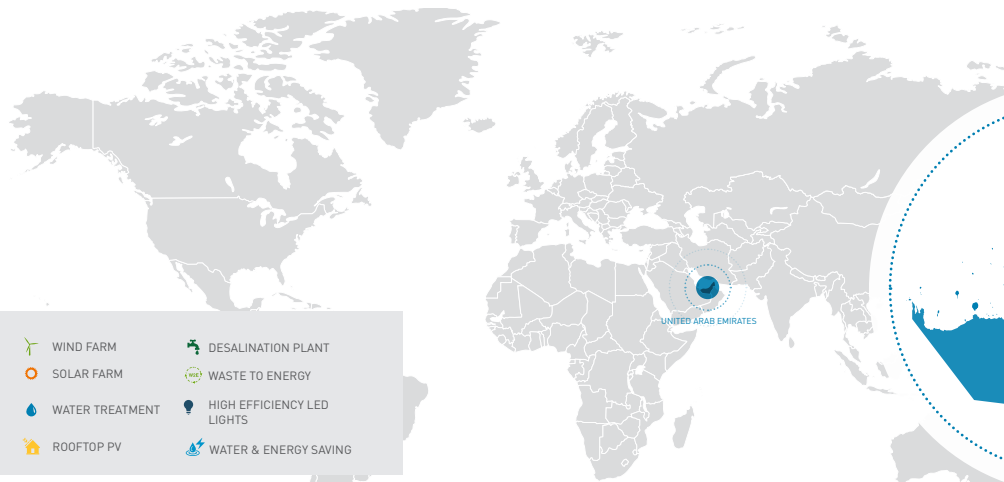 UNITED ARAB EMIRATES
WIND FARM
SOLAR FARM
WATER TREATMENT
ROOFTOP PV
DESALINATION PLANT
WASTE TO ENERGY
HIGH EFFICIENCY LED
LIGHTS
WATER & ENERGY SAVING